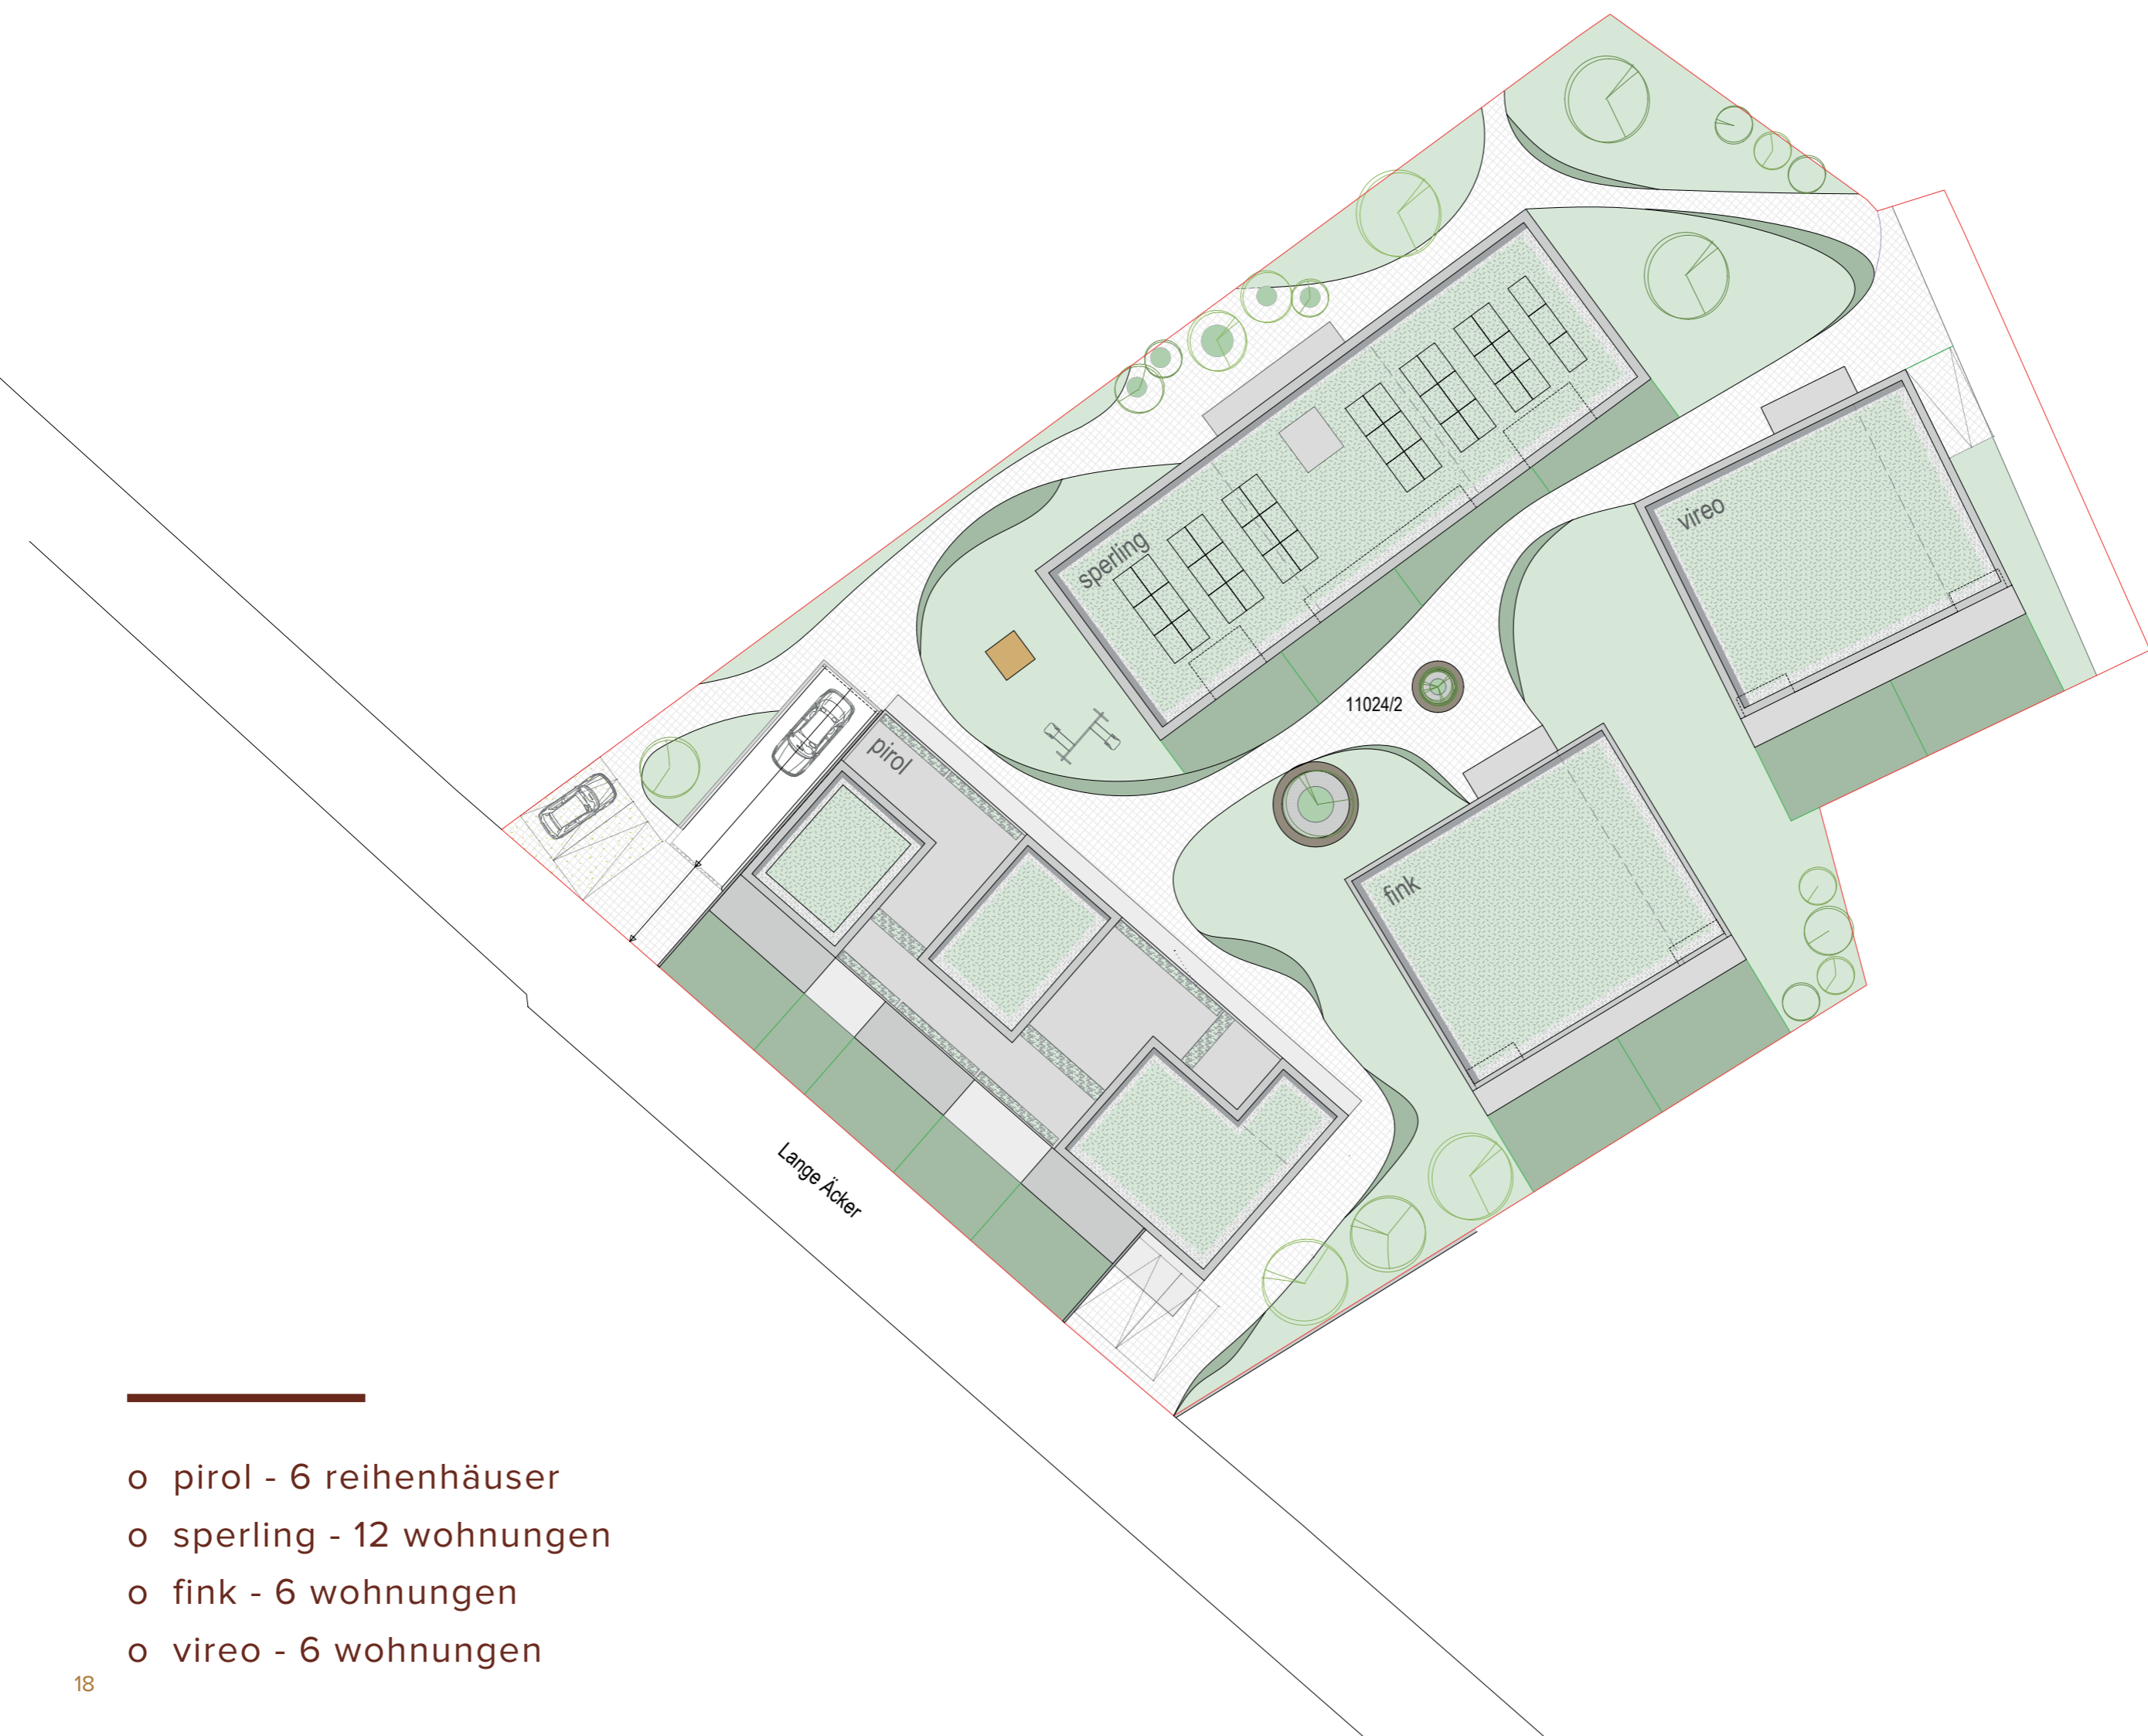 sperling
vireo
11024/2
pirol
fink
Lange Äcker
o pirol - 6 reihenhäuser
o sperling - 12 wohnungen
o fink - 6 wohnungen
o vireo - 6 wohnungen
18